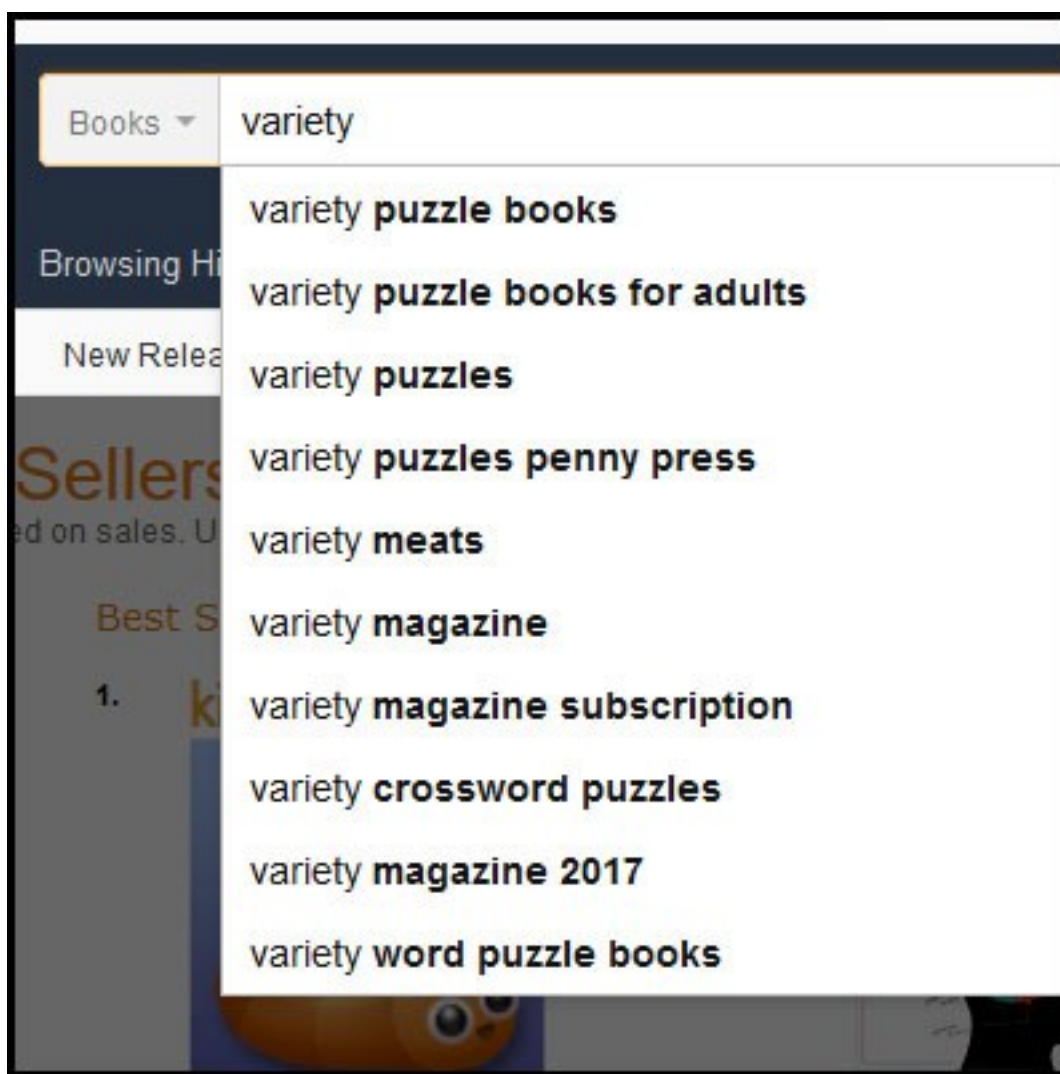 Books
variety
variety puzzle books
Browsing Hi
variety puzzle books for adults
New Relea
variety puzzles
variety puzzles penny press
Sellers
ed on sales. U
variety meats
Best S
variety magazine
1.
ki
variety magazine subscription
variety crossword puzzles
variety magazine 2017
variety word puzzle books